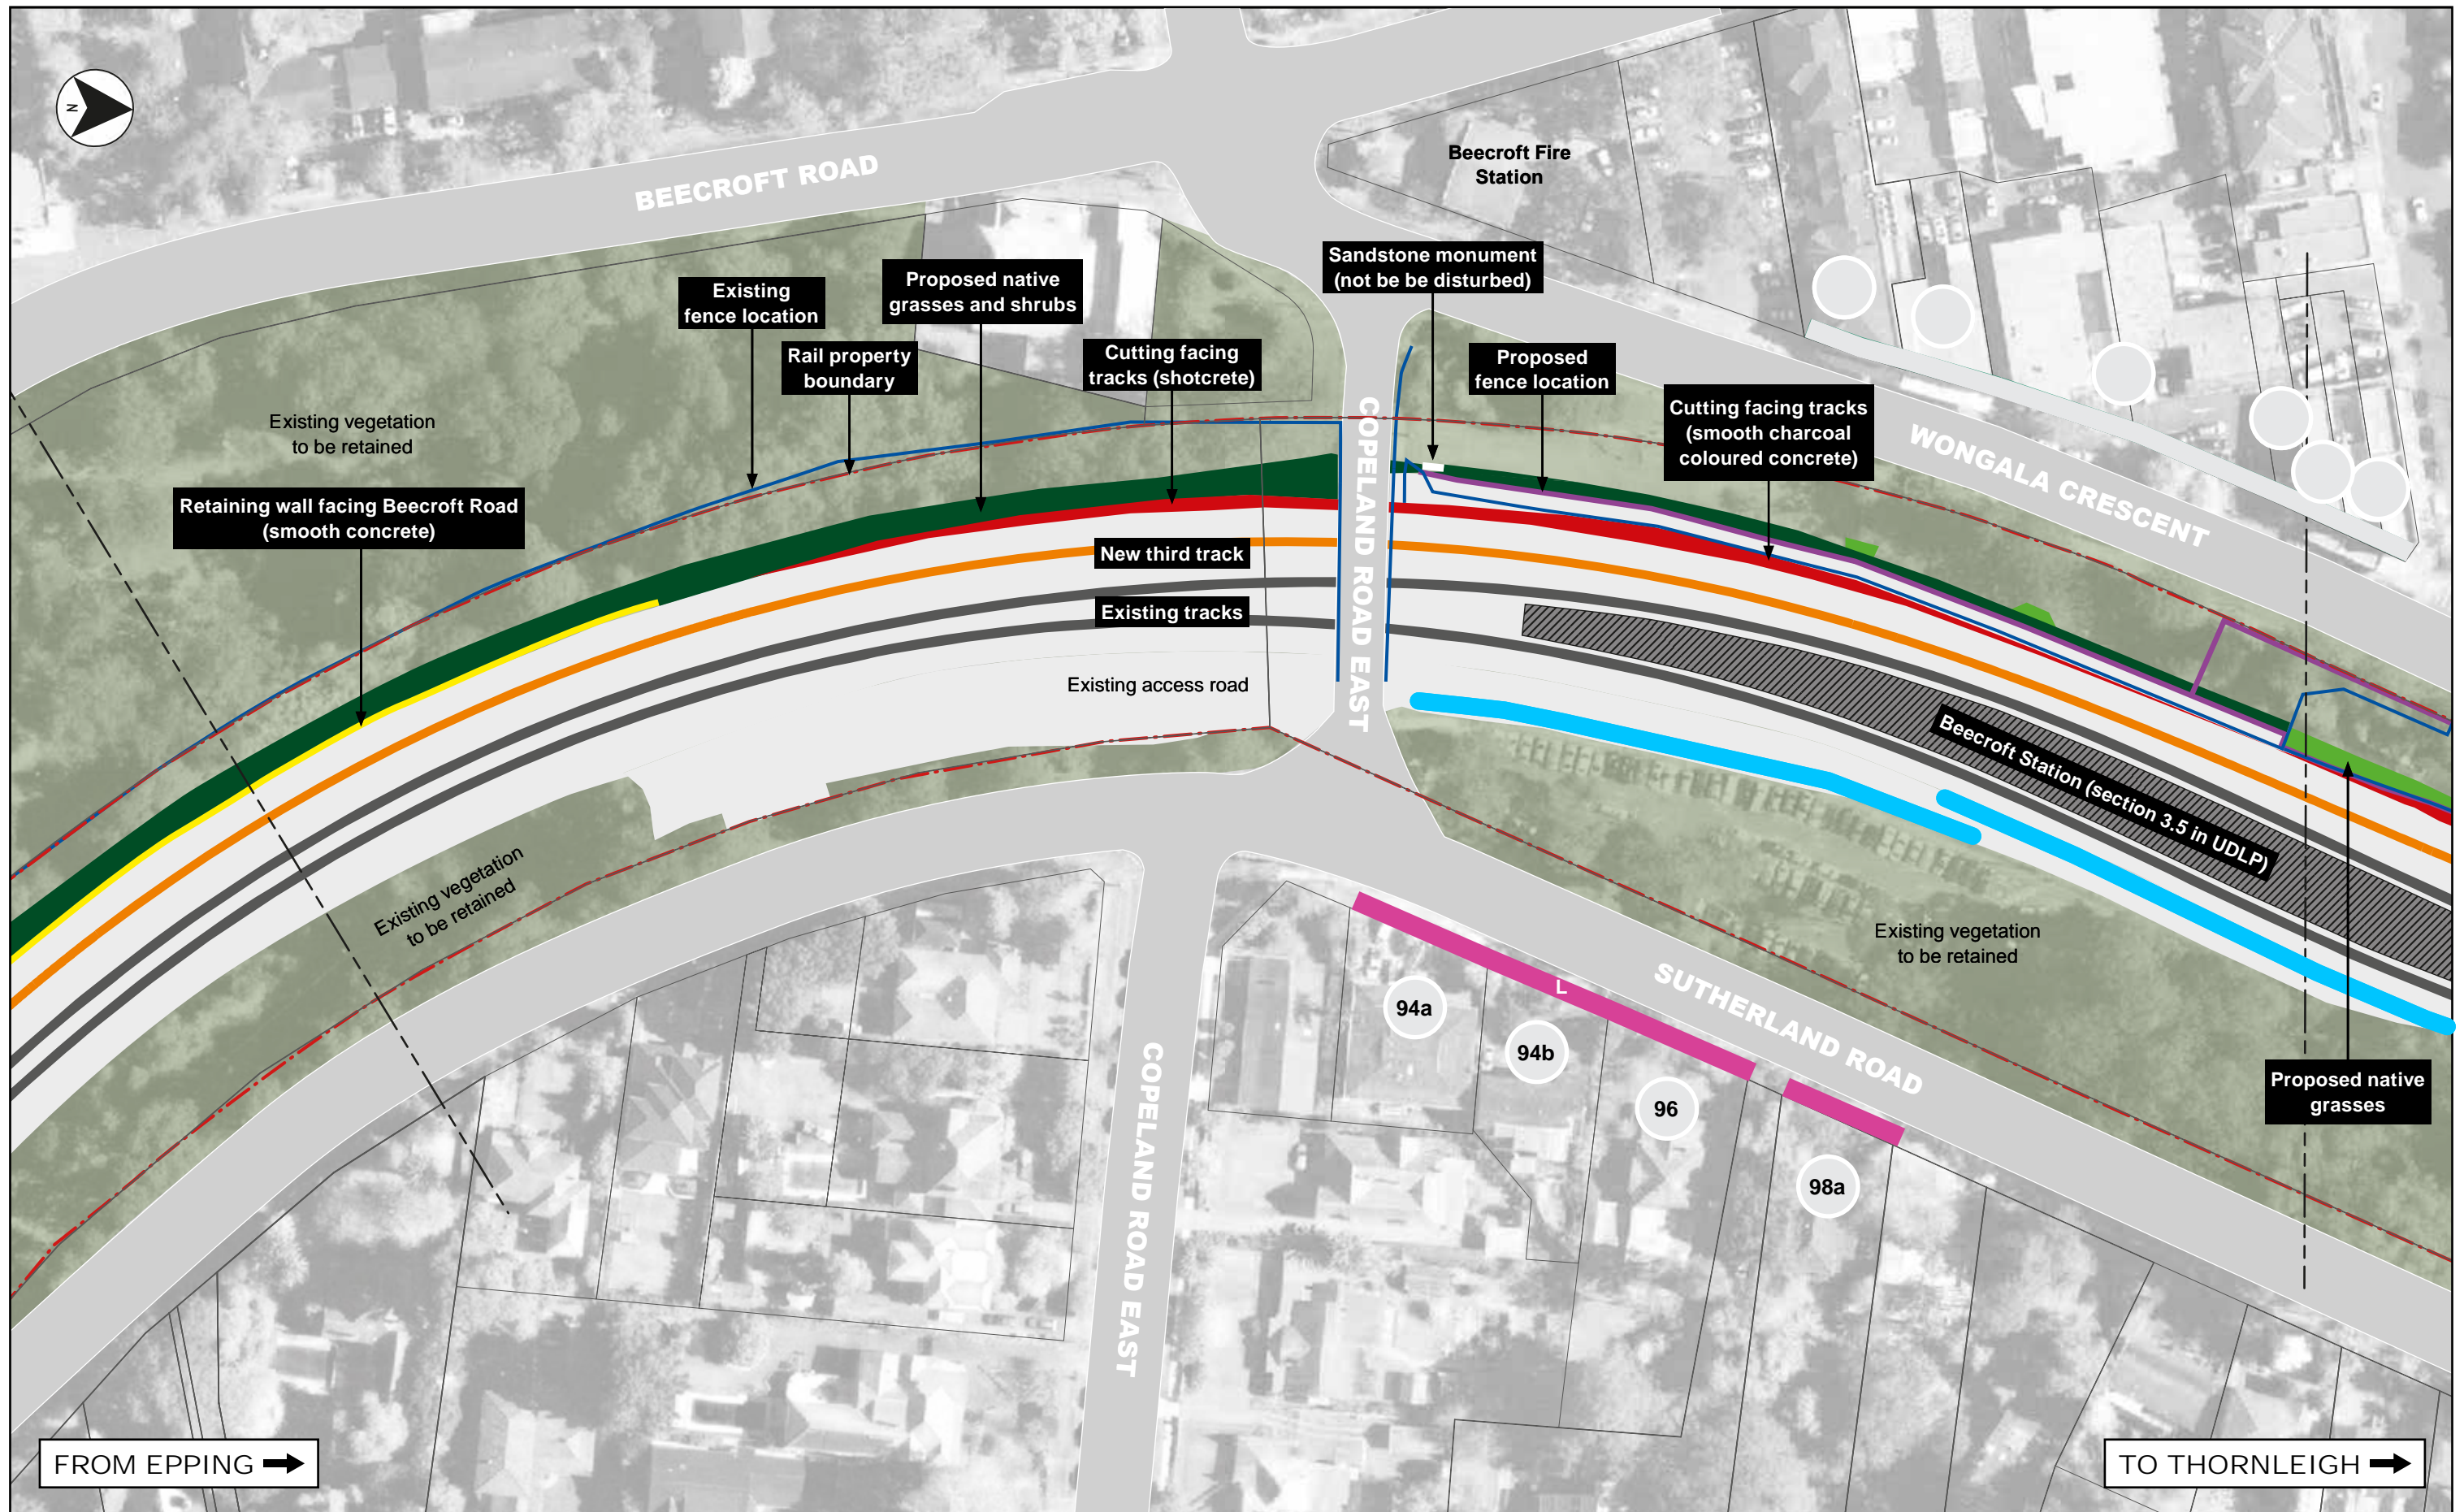 N
BEECROFT ROAD
Beecroft Fire
Station
Sandstone monument
(not be be disturbed)
Existing
fence location
Proposed native
grasses and shrubs
Rail property
boundary
Cutting facing
tracks (shotcrete)
Proposed
fence location
Cutting facing tracks
(smooth charcoal
coloured concrete)
WONGALA CRESCENT
Existing vegetation
to be retained
Retaining wall facing Beecroft Road
(smooth concrete)
COPELAND ROAD EAST
New third track
Existing tracks
Existing access road
Beecroft Station (section 3.5 in UDLP)
Existing vegetation
to be retained
Existing vegetation
to be retained
L
SUTHERLAND ROAD
94a
94b
96
98a
Proposed native
grasses
COPELAND ROAD EAST
FROM EPPING
TO THORNLEIGH